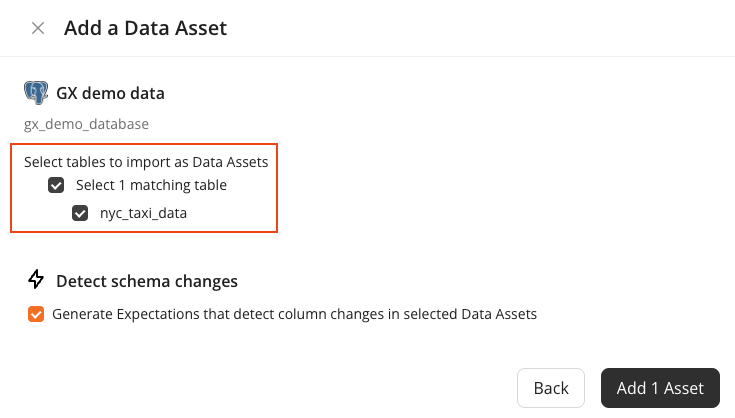 Add a Data Asset
GX demo data
gx_demo_database
Select tables to import as Data Assets
Select 1 matching table
nyc_taxi_data
Detect schema changes
Generate Expectations that detect column changes in selected Data Assets
Back
Add 1 Asset